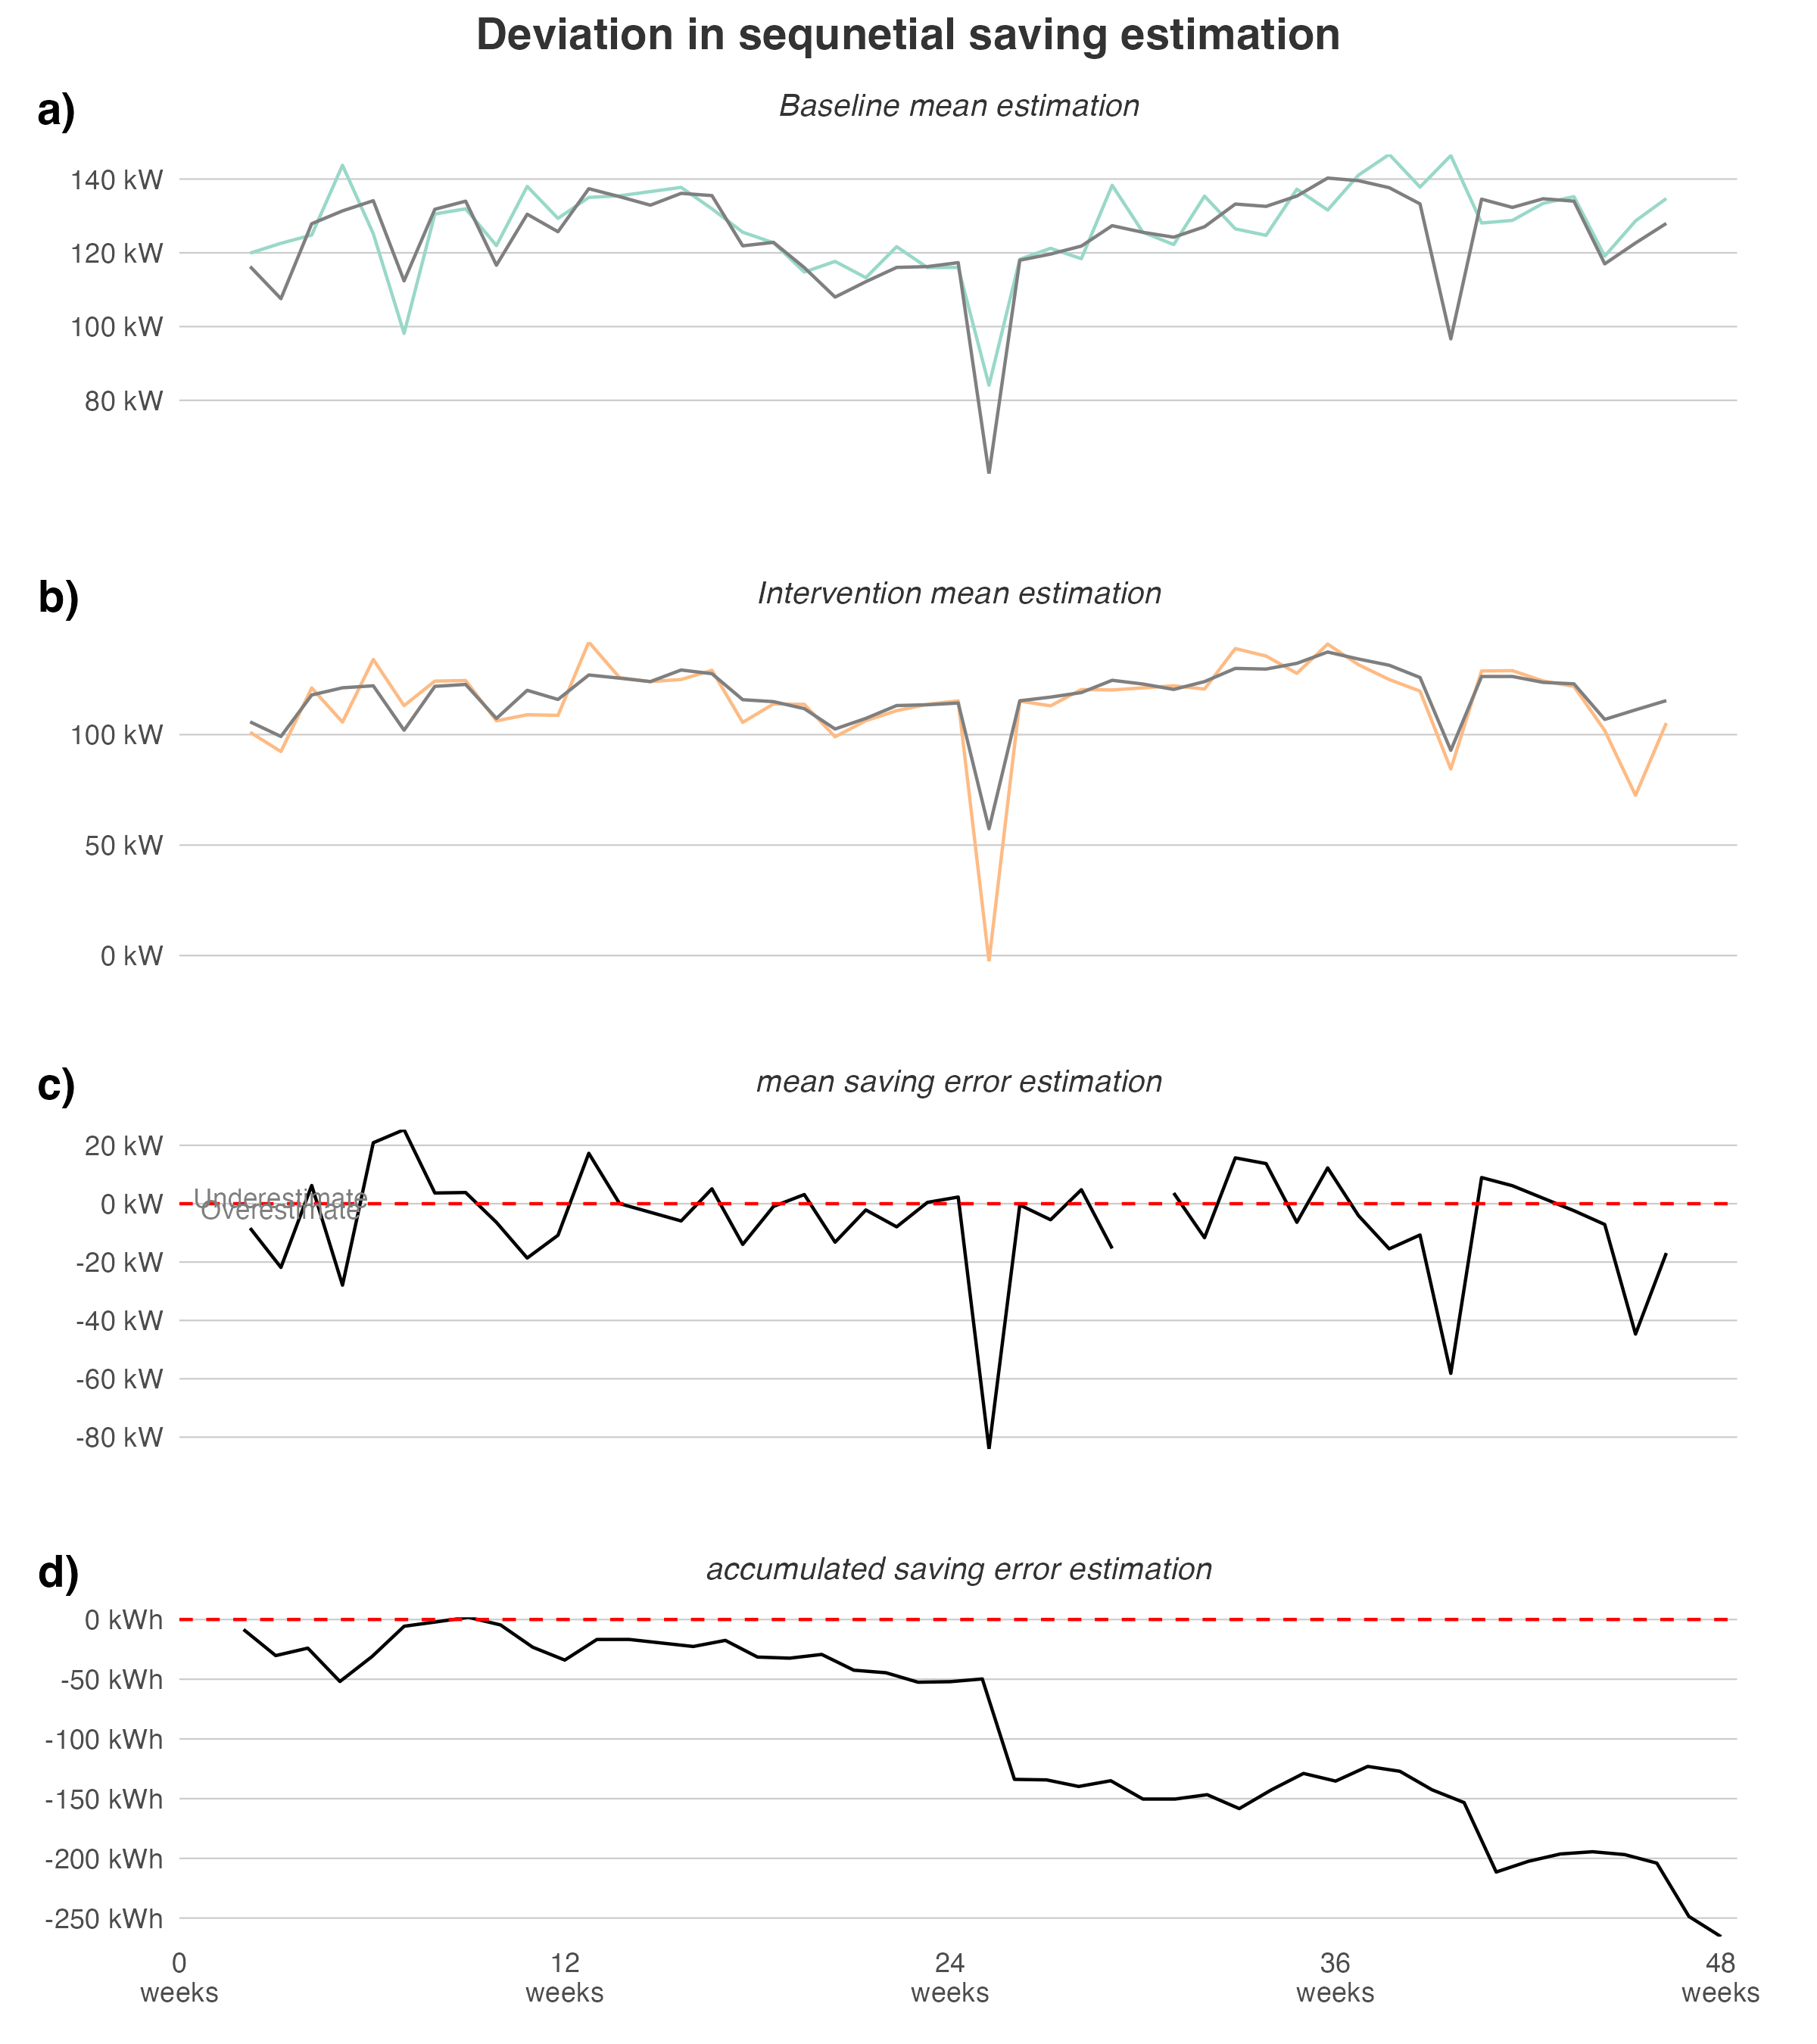 Deviation in sequnetial saving estimation
a)
Baseline mean estimation
140 kW
120 kW
100 kW
80 kW
b)
Intervention mean estimation
100 kW
50 kW
0 kW
c)
mean saving error estimation
20 kW
0 kW
Underestimate
Overestimate
-20 kW
-40 kW
-60 kW
-80 kW
d)
accumulated saving error estimation
0 kWh
-50 kWh
-100 kWh
-150 kWh
-200 kWh
-250 kWh
0 12 24 36 48
weeks weeks weeks weeks weeks